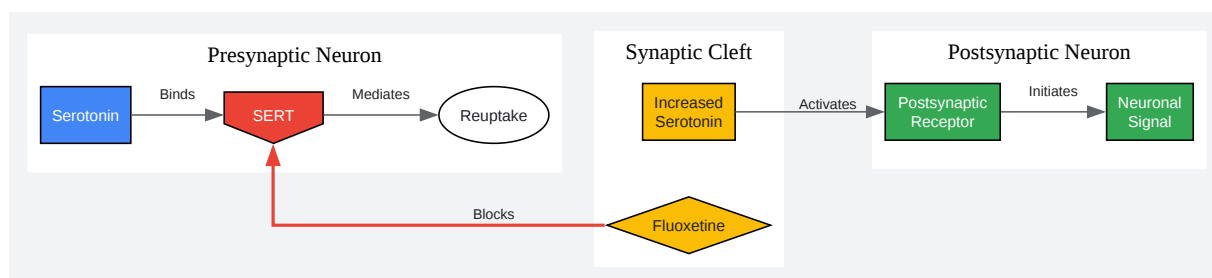 Presynaptic Neuron
Synaptic Cleft
Postsynaptic Neuron
Serotonin
Binds
SERT
Mediates
Reuptake
Increased
Serotonin
Activates
Postsynaptic
Receptor
Initiates
Neuronal
Signal
Blocks
Fluoxetine